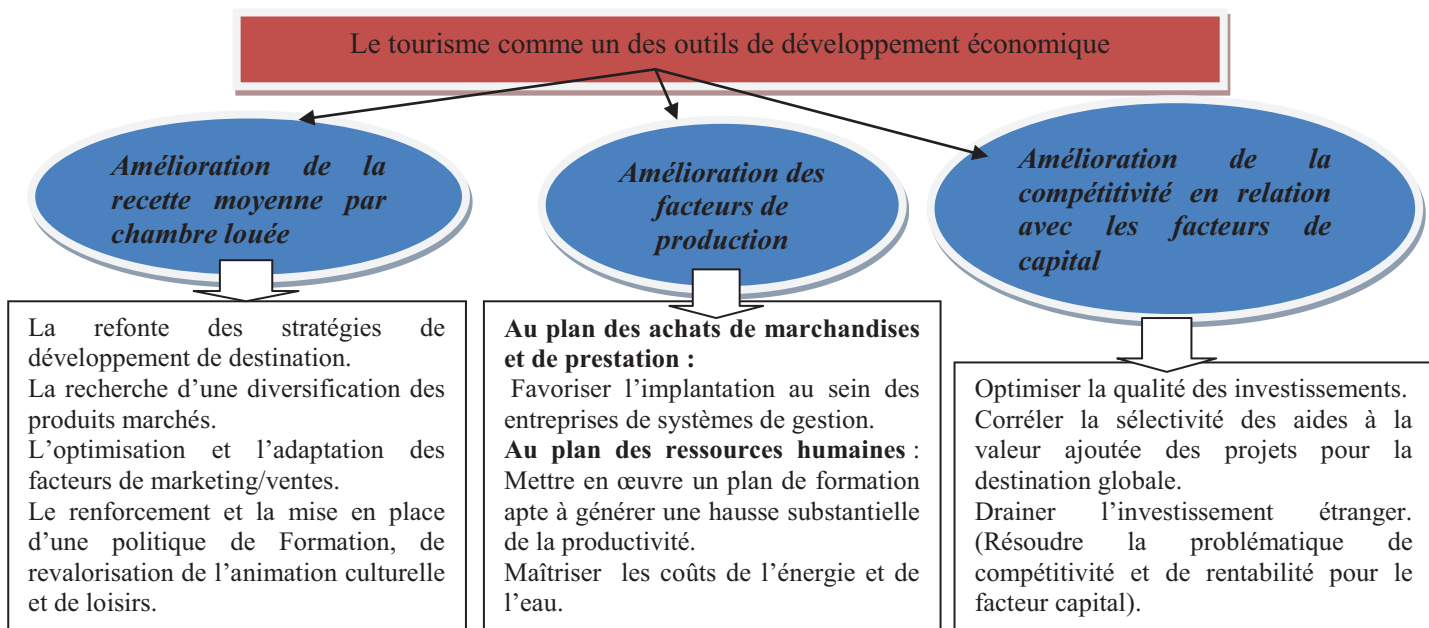 Le tourisme comme un des outils de développement économique
Amélioration de la
recette moyenne par
chambre louée
Amélioration des
facteurs de
production
Amélioration de la
compétitivité en relation
avec les facteurs de
capital
La refonte des stratégies de
développement de destination.
La recherche d’une diversification des
produits marchés.
L’optimisation et l’adaptation des
facteurs de marketing/ventes.
Le renforcement et la mise en place
d’une politique de Formation, de
revalorisation de l’animation culturelle
et de loisirs.
Au plan des achats de marchandises
et de prestation :
Favoriser l’implantation au sein des
entreprises de systèmes de gestion.
Au plan des ressources humaines :
Mettre en œuvre un plan de formation
apte à générer une hausse substantielle
de la productivité.
Maîtriser les coûts de l’énergie et de
l’eau.
Optimiser la qualité des investissements.
Corréler la sélectivité des aides à la
valeur ajoutée des projets pour la
destination globale.
Drainer l’investissement étranger.
(Résoudre la problématique de
compétitivité et de rentabilité pour le
facteur capital).